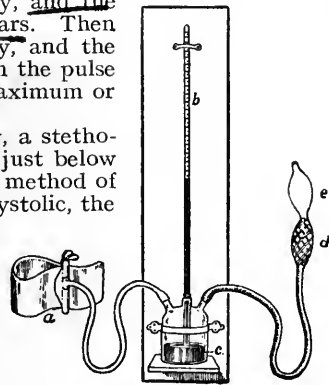 y, and the
ars. Then
y, and the
n the pulse
aximum or
, a stetho-
just below
method of
ystolic, the
b
e
d
a
c.